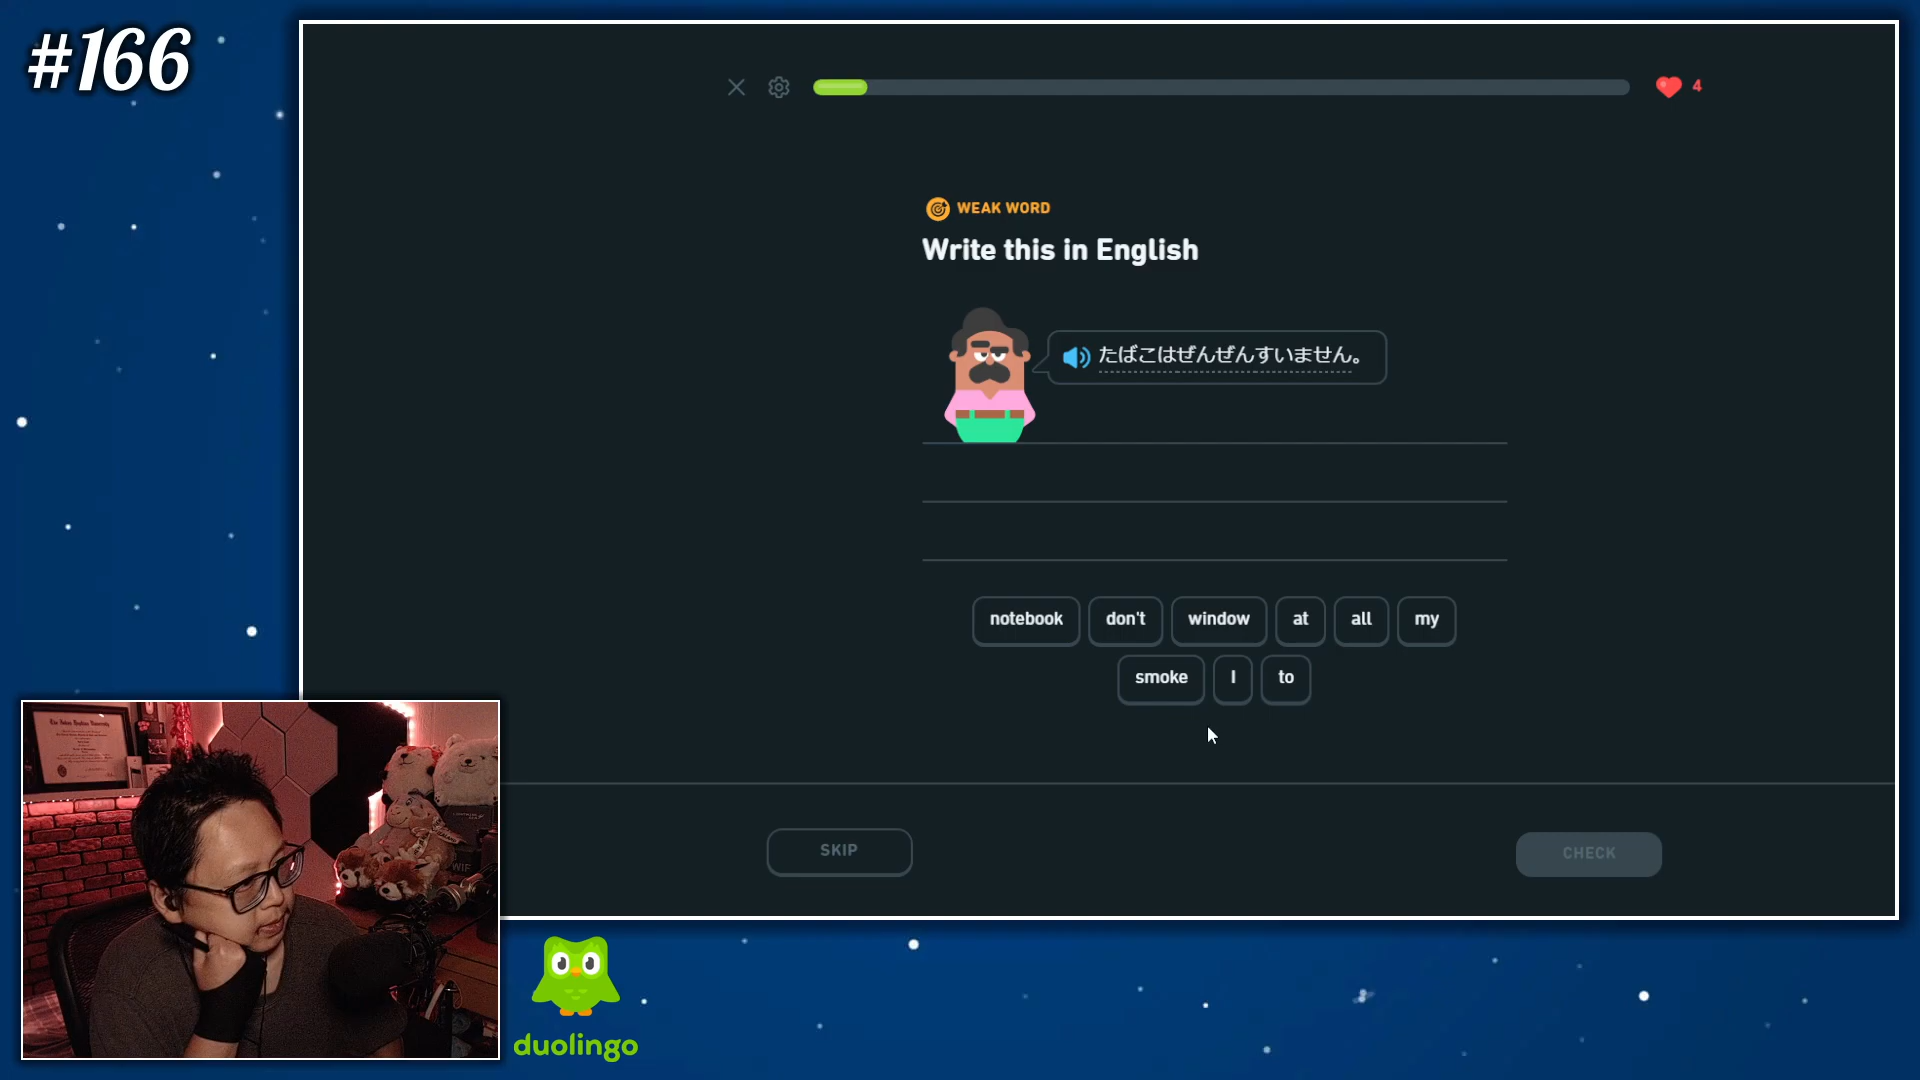 #166
4
WEAK WORD
Write this in English
たばこはぜんぜんすいません。
notebook don't window at all my
smoke I to
SKIP
CHECK
duolingo